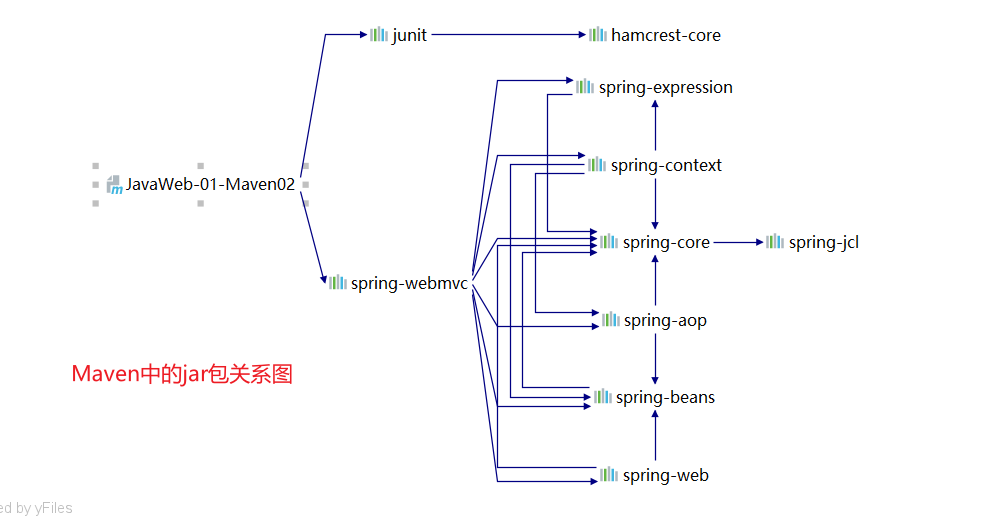 junit
hamcrest-core
spring-expression
spring-context
JavaWeb-01-Maven02
spring-core
spring-jcl
spring-webmvc
spring-aop
Maven中的jar包关系图
spring-beans
spring-web
ed by yFiles